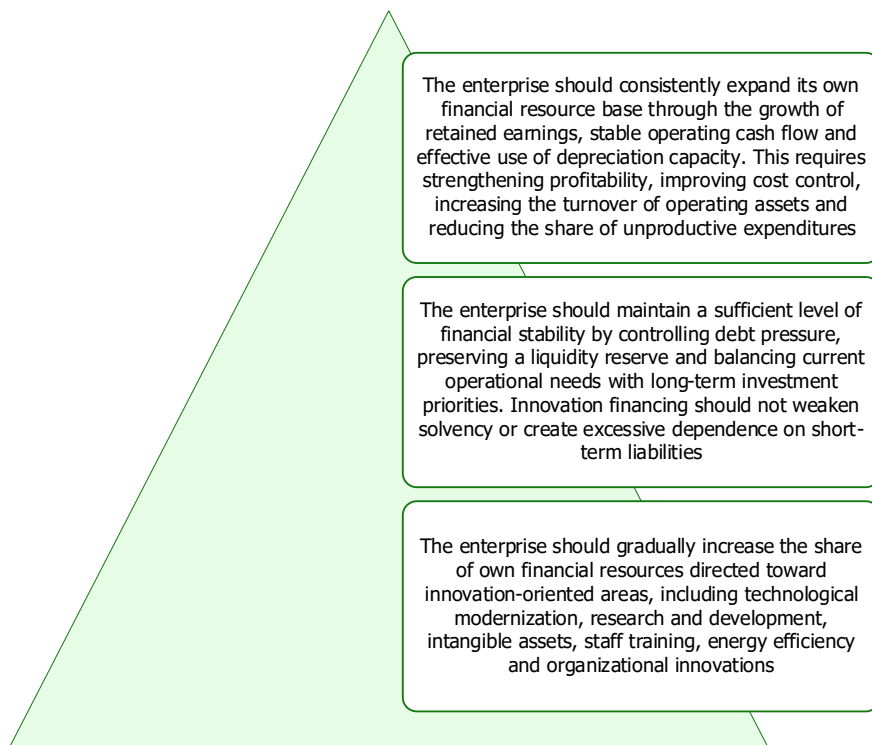 The enterprise should consistently expand its own
financial resource base through the growth of
retained earnings, stable operating cash flow and
effective use of depreciation capacity. This requires
strengthening profitability, improving cost control,
increasing the turnover of operating assets and
reducing the share of unproductive expenditures
The enterprise should maintain a sufficient level of
financial stability by controlling debt pressure,
preserving a liquidity reserve and balancing current
operational needs with long-term investment
priorities. Innovation financing should not weaken
solvency or create excessive dependence on short-
term liabilities
The enterprise should gradually increase the share
of own financial resources directed toward
innovation-oriented areas, including technological
modernization, research and development,
intangible assets, staff training, energy efficiency
and organizational innovations